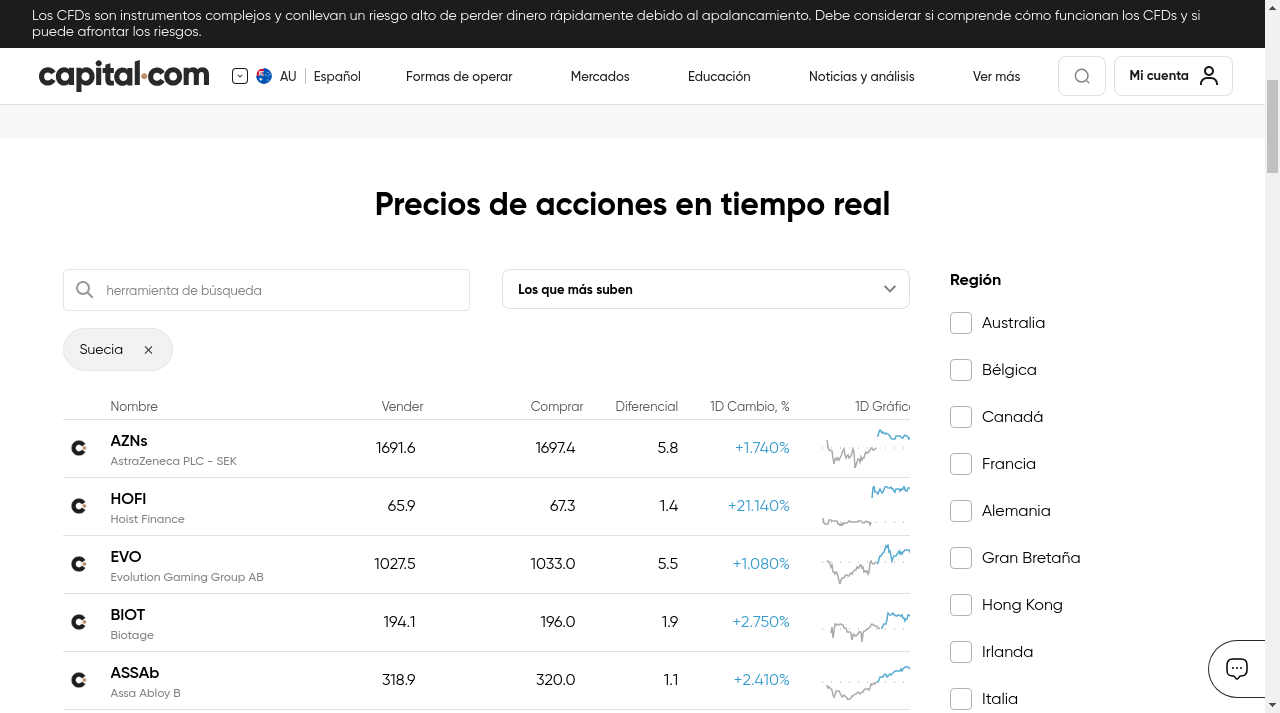 Los CFDs son instrumentos complejos y conllevan un riesgo alto de perder dinero rápidamente debido al apalancamiento. Debe considerar si comprende cómo funcionan los CFDs y si
puede afrontar los riesgos.
capital.com
AU Español
Formas de operar
Mercados
Educación
Noticias y análisis
Ver más
Mi cuenta
Precios de acciones en tiempo real
herramienta de búsqueda
Los que más suben
Suecia
Nombre Vender Comprar Diferencial 1D Cambio, % 1D Gráfico
AZNs 1691.6 1697.4 5.8 +1.740%
AstraZeneca PLC - SEK
HOFI 65.9 67.3 1.4 +21.140%
Hoist Finance
EVO 1027.5 1033.0 5.5 +1.080%
Evolution Gaming Group AB
BIOT 194.1 196.0 1.9 +2.750%
Biotage
ASSAb 318.9 320.0 1.1 +2.410%
Assa Abloy B
Región
Australia
Bélgica
Canadá
Francia
Alemania
Gran Bretaña
Hong Kong
Irlanda
Italia